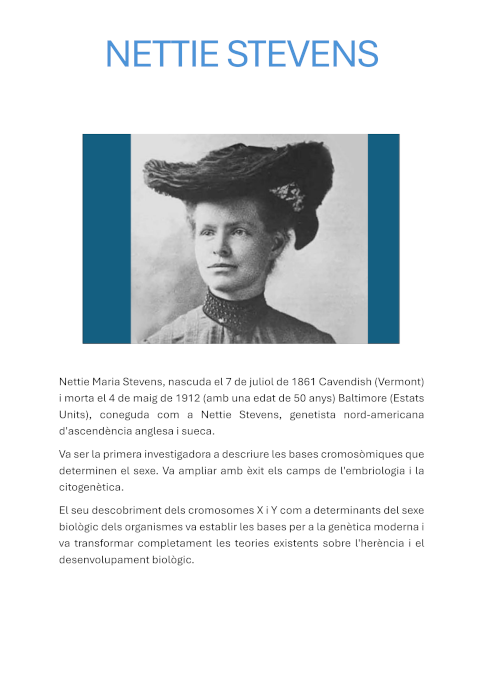 NETTIE STEVENS
Nettie Maria Stevens, nascuda el 7 de juliol de 1861 Cavendish (Vermont)
i morta el 4 de maig de 1912 (amb una edat de 50 anys) Baltimore (Estats
Units), coneguda com a Nettie Stevens, genetista nord-americana
d'ascendència anglesa i sueca.
Va ser la primera investigadora a descriure les bases cromosòmiques que
determinen el sexe. Va ampliar amb èxit els camps de l'embriologia i la
citogenètica.
El seu descobriment dels cromosomes X i Y com a determinants del sexe
biològic dels organismes va establir les bases per a la genètica moderna i
va transformar completament les teories existents sobre l'herència i el
desenvolupament biològic.